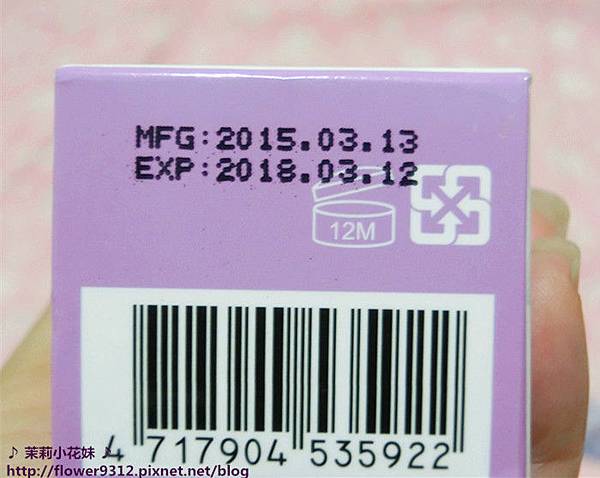 MFG:2015.03.13
EXP:2018.03.12
12M
4 717904 535922
♪ 茉莉小花妹 ♪
http://flower9312.pixnet.net/blog